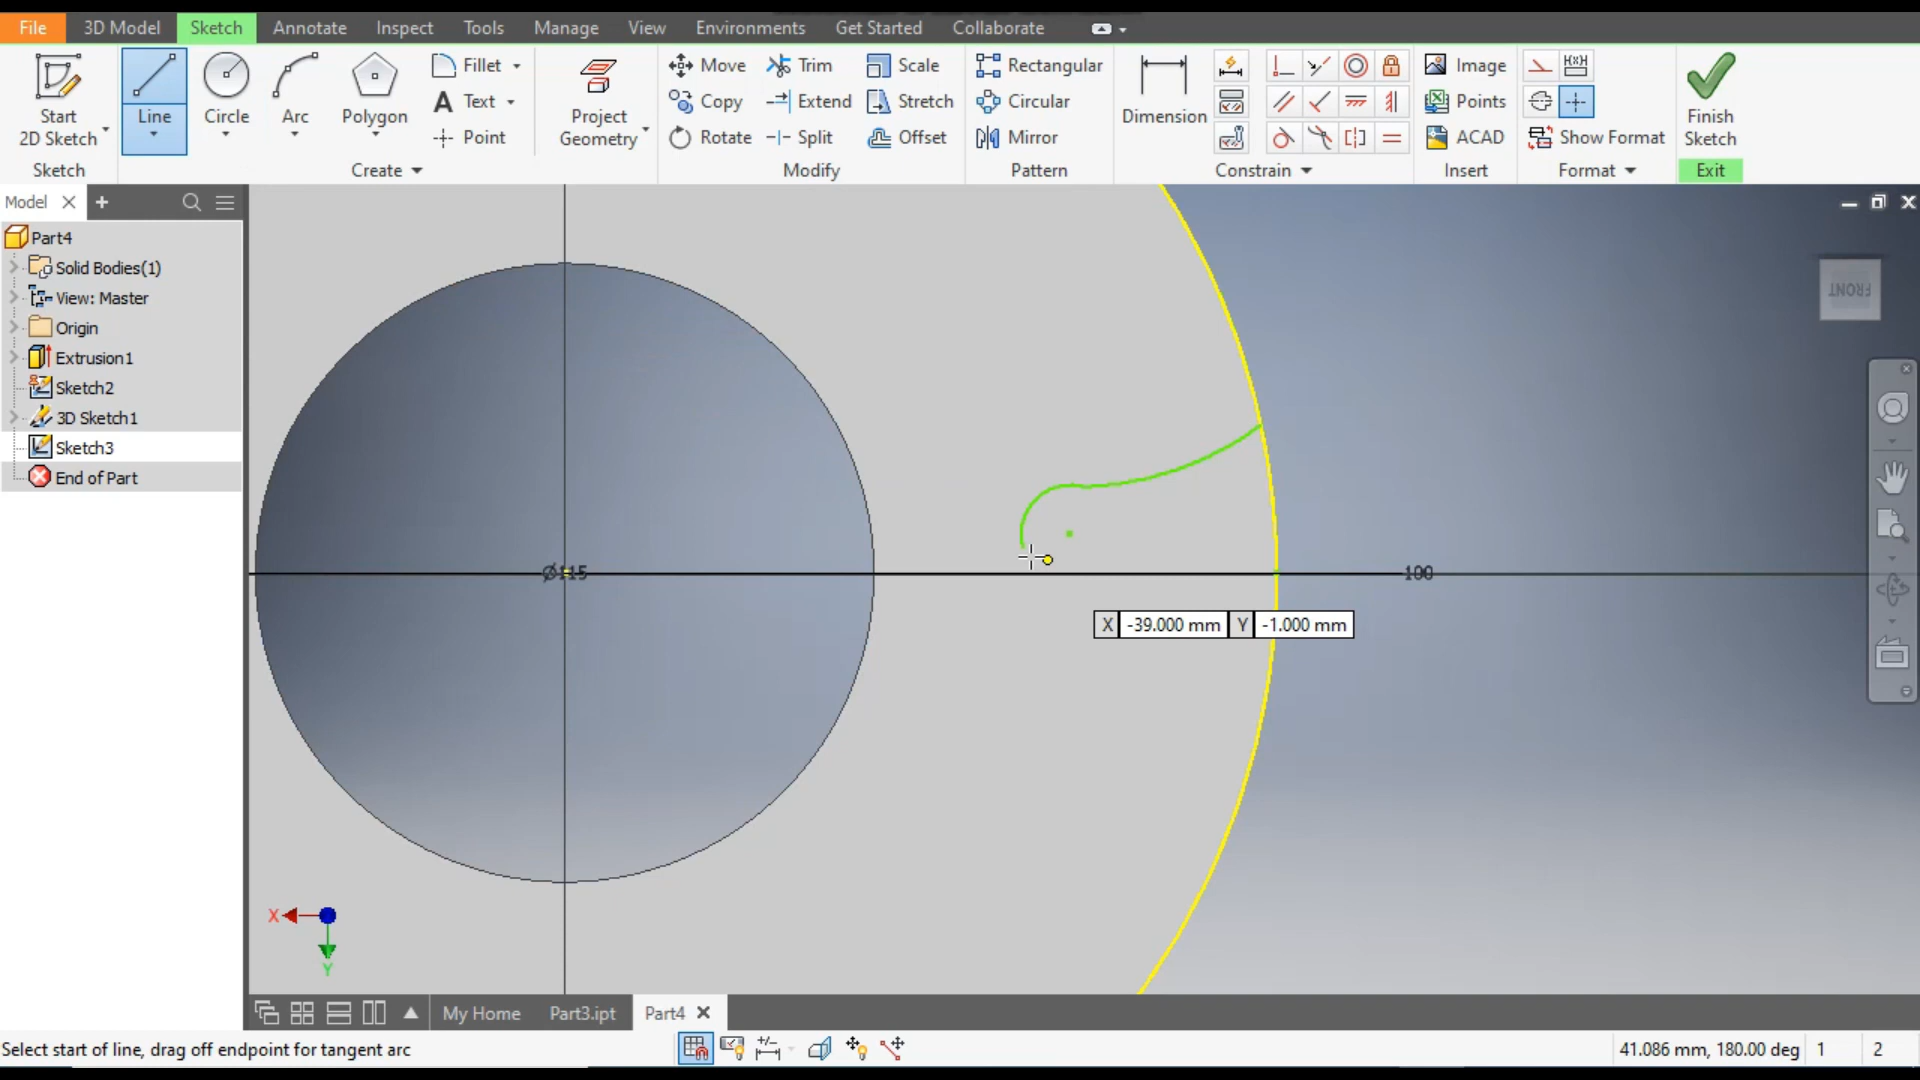 File 3D Model Sketch Annotate Inspect Tools Manage View Environments Get Started Collaborate
Start
2D Sketch
Line
Circle
Arc
Polygon
Fillet
Text
Point
Project
Geometry
Move
Copy
Rotate
Trim
Extend
Split
Scale
Stretch
Offset
Rectangular
Circular
Mirror
Dimension
Image
Points
ACAD
Show Format
Finish
Sketch
Sketch Create Modify Pattern Constrain Insert Format Exit
Model
Part4
Solid Bodies(1)
View: Master
Origin
Extrusion1
Sketch2
3D Sketch1
Sketch3
End of Part
FRONT
Ø115
100
X -39.000 mm Y -1.000 mm
X
Y
My Home Part3.ipt Part4
Select start of line, drag off endpoint for tangent arc
41.086 mm, 180.00 deg 1 2